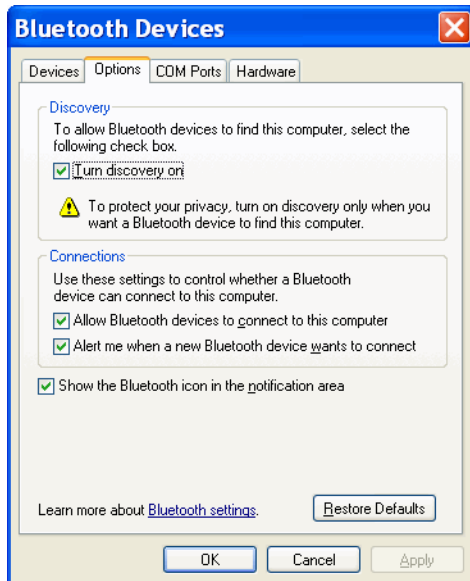 Bluetooth Devices
Devices Options COM Ports Hardware
Discovery
To allow Bluetooth devices to find this computer, select the
following check box.
Turn discovery on
To protect your privacy, turn on discovery only when you
want a Bluetooth device to find this computer.
Connections
Use these settings to control whether a Bluetooth
device can connect to this computer.
Allow Bluetooth devices to connect to this computer
Alert me when a new Bluetooth device wants to connect
Show the Bluetooth icon in the notification area
Learn more about Bluetooth settings. Restore Defaults
OK Cancel Apply